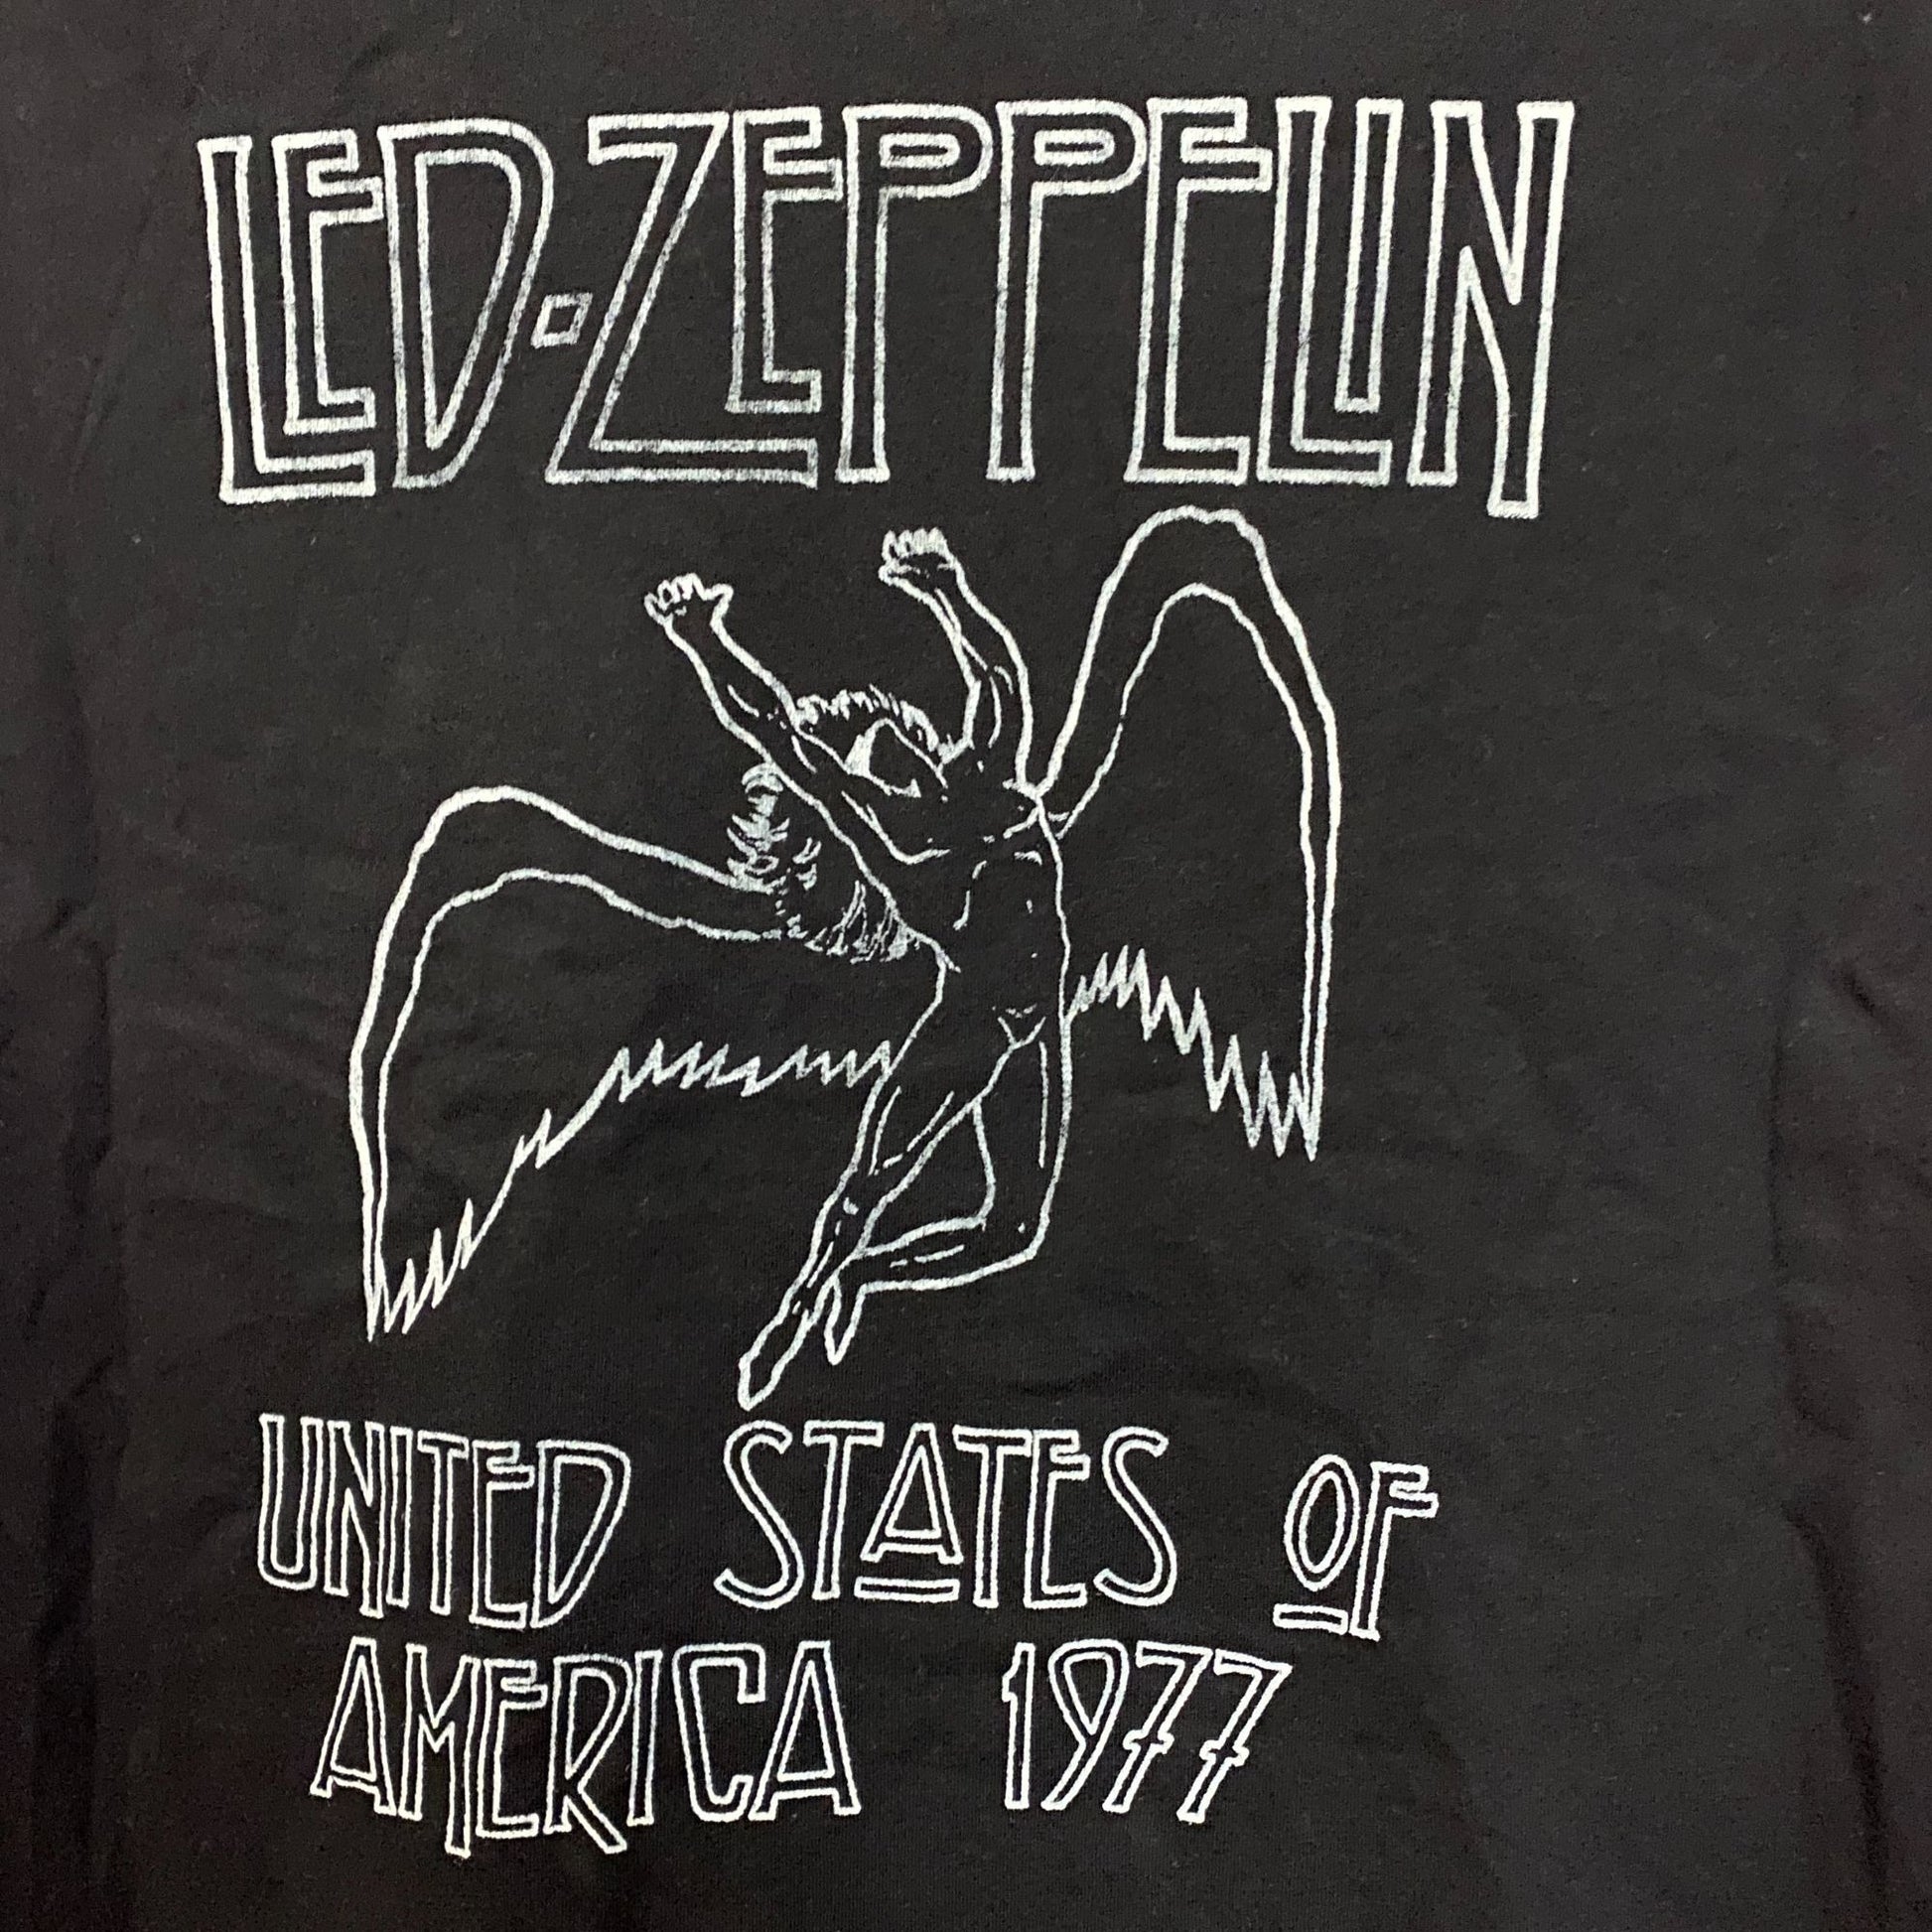 LED-ZEPPELIN
UNITED STATES OF
AMERICA 1977